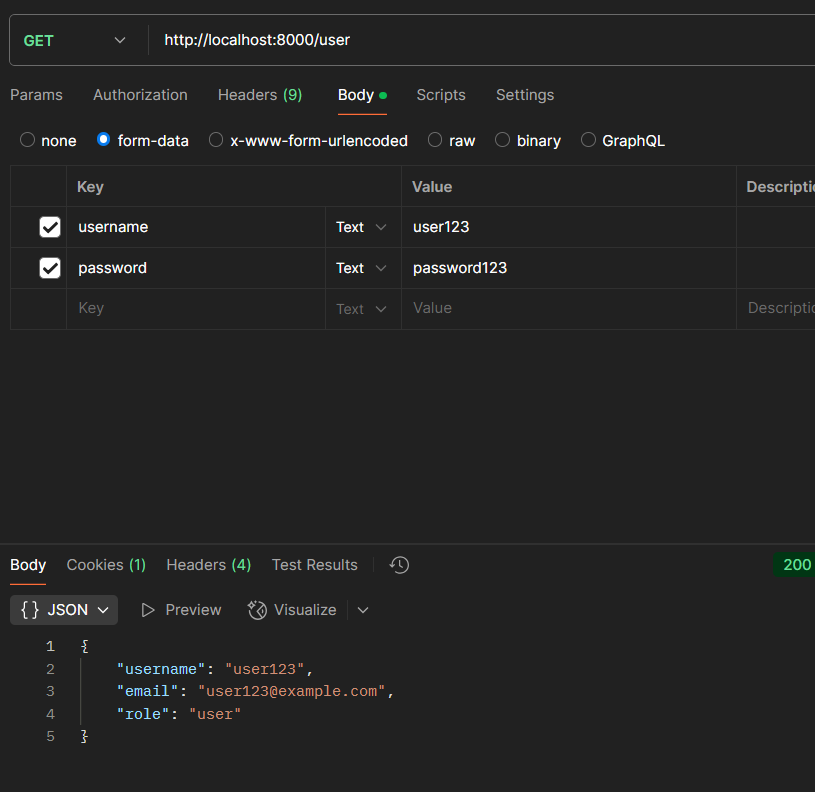 GET http://localhost:8000/user
Params Authorization Headers (9) Body Scripts Settings
none form-data x-www-form-urlencoded raw binary GraphQL
Key Value Descripti
username Text user123
password Text password123
Key Text Value Descriptio
Body Cookies (1) Headers (4) Test Results 200
{} JSON Preview Visualize
1 {
2 "username": "user123",
3 "email": "user123@example.com",
4 "role": "user"
5 }